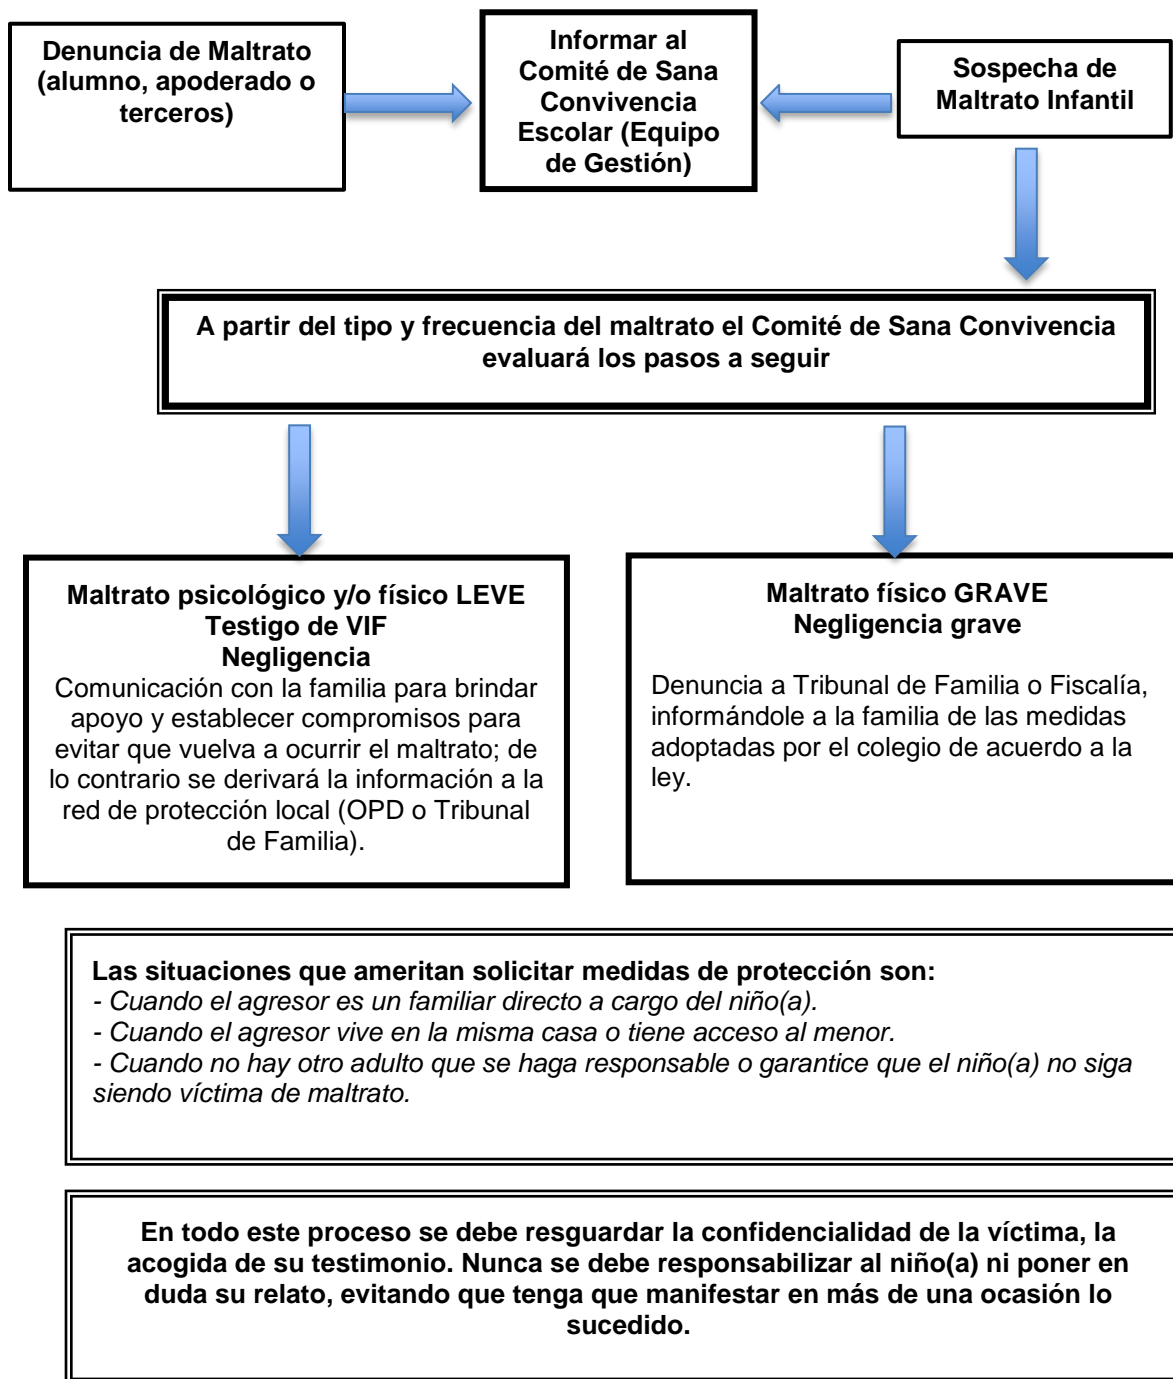 Denuncia de Maltrato
(alumno, apoderado o
terceros)
Informar al
Comité de Sana
Convivencia
Escolar (Equipo
de Gestión)
Sospecha de
Maltrato Infantil
A partir del tipo y frecuencia del maltrato el Comité de Sana Convivencia
evaluará los pasos a seguir
Maltrato psicológico y/o físico LEVE
Testigo de VIF
Negligencia
Comunicación con la familia para brindar
apoyo y establecer compromisos para
evitar que vuelva a ocurrir el maltrato; de
lo contrario se derivará la información a la
red de protección local (OPD o Tribunal
de Familia).
Maltrato físico GRAVE
Negligencia grave
Denuncia a Tribunal de Familia o Fiscalía,
informándole a la familia de las medidas
adoptadas por el colegio de acuerdo a la
ley.
Las situaciones que ameritan solicitar medidas de protección son:
- Cuando el agresor es un familiar directo a cargo del niño(a).
- Cuando el agresor vive en la misma casa o tiene acceso al menor.
- Cuando no hay otro adulto que se haga responsable o garantice que el niño(a) no siga
siendo víctima de maltrato.
En todo este proceso se debe resguardar la confidencialidad de la víctima, la
acogida de su testimonio. Nunca se debe responsabilizar al niño(a) ni poner en
duda su relato, evitando que tenga que manifestar en más de una ocasión lo
sucedido.